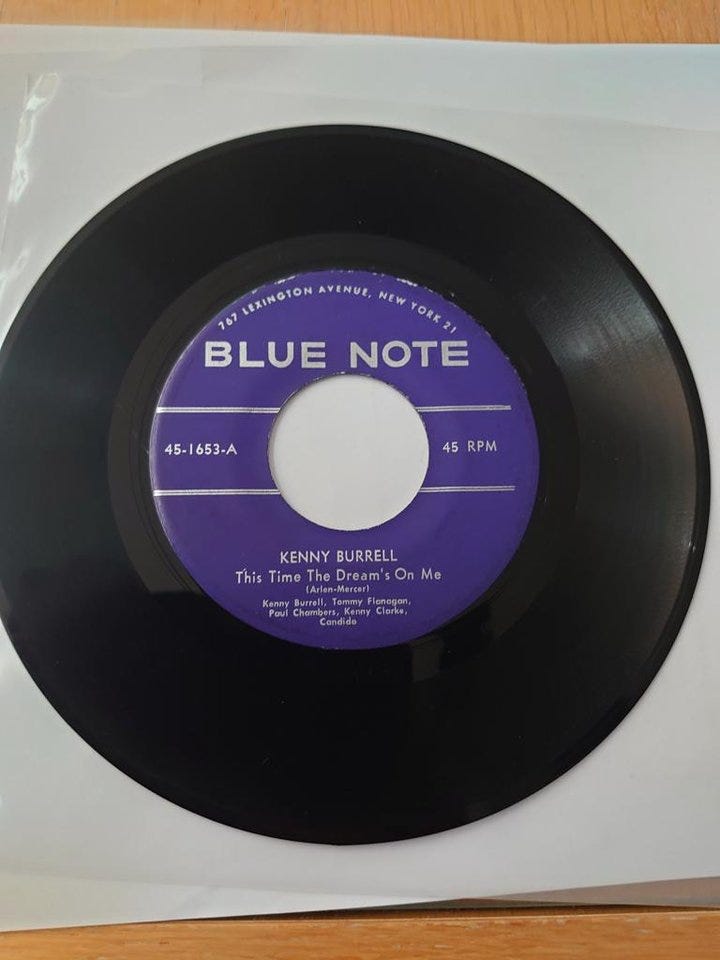 767 LEXINGTON AVENUE, NEW YORK 21
BLUE NOTE
45-1653-A
45 RPM
KENNY BURRELL
This Time The Dream's On Me
(Arlen-Mercer)
Kenny Burrell, Tommy Flanagan,
Paul Chambers, Kenny Clarke,
Candido